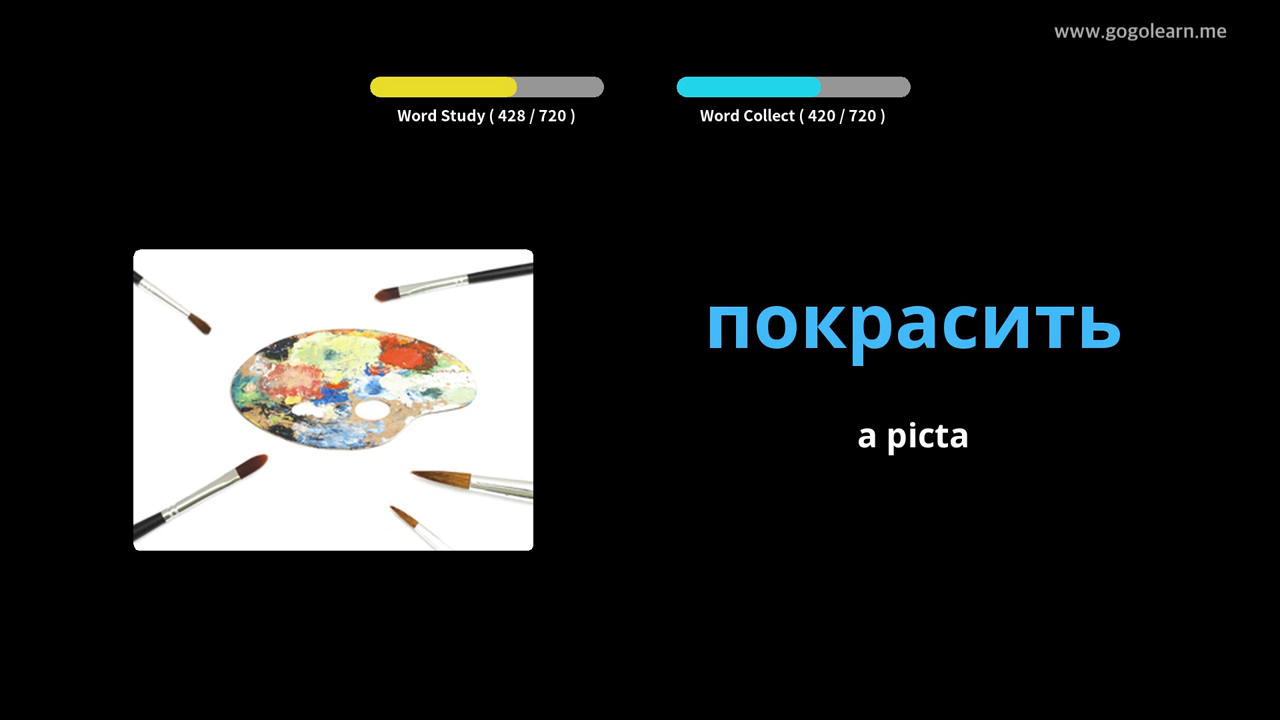 www.gogolearn.me
Word Study ( 428 / 720 )
Word Collect ( 420 / 720 )
покрасить
a picta